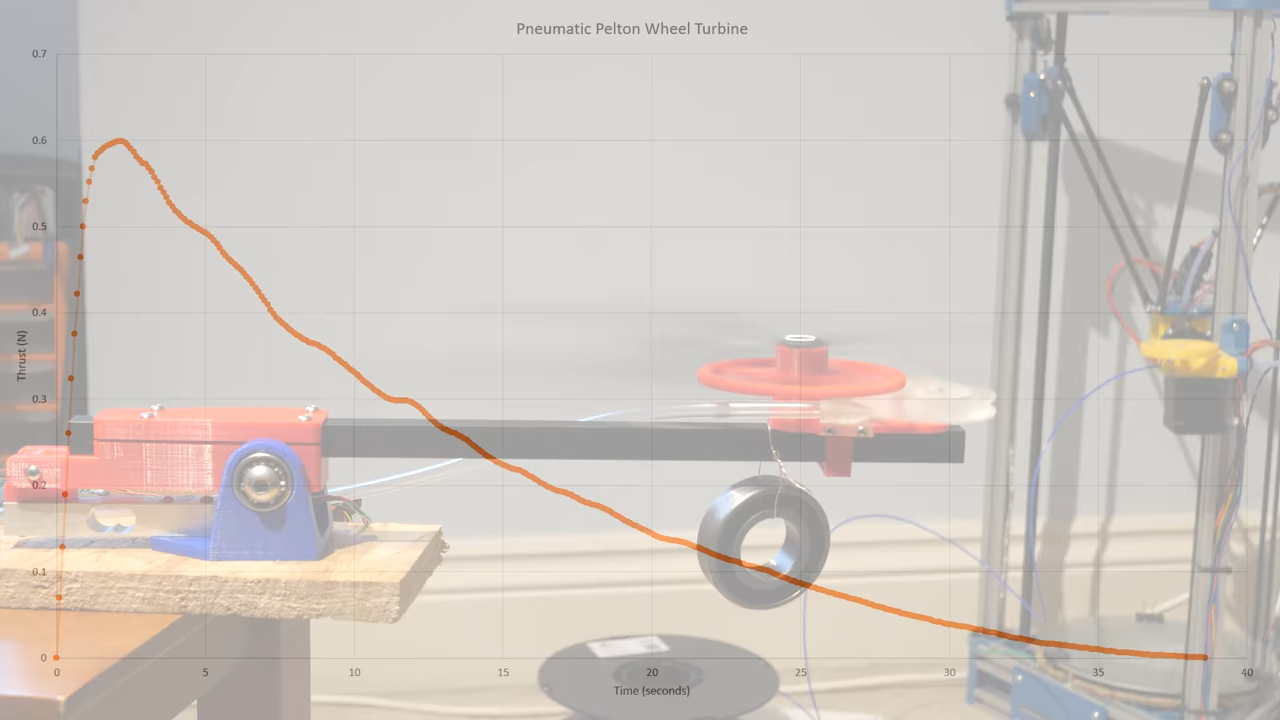 Pneumatic Pelton Wheel Turbine
0.7
0.6
0.5
0.4
0.3
0.2
0.1
0
Thrust (N)
0 5 10 15 20 25 30 35 40
Time (seconds)